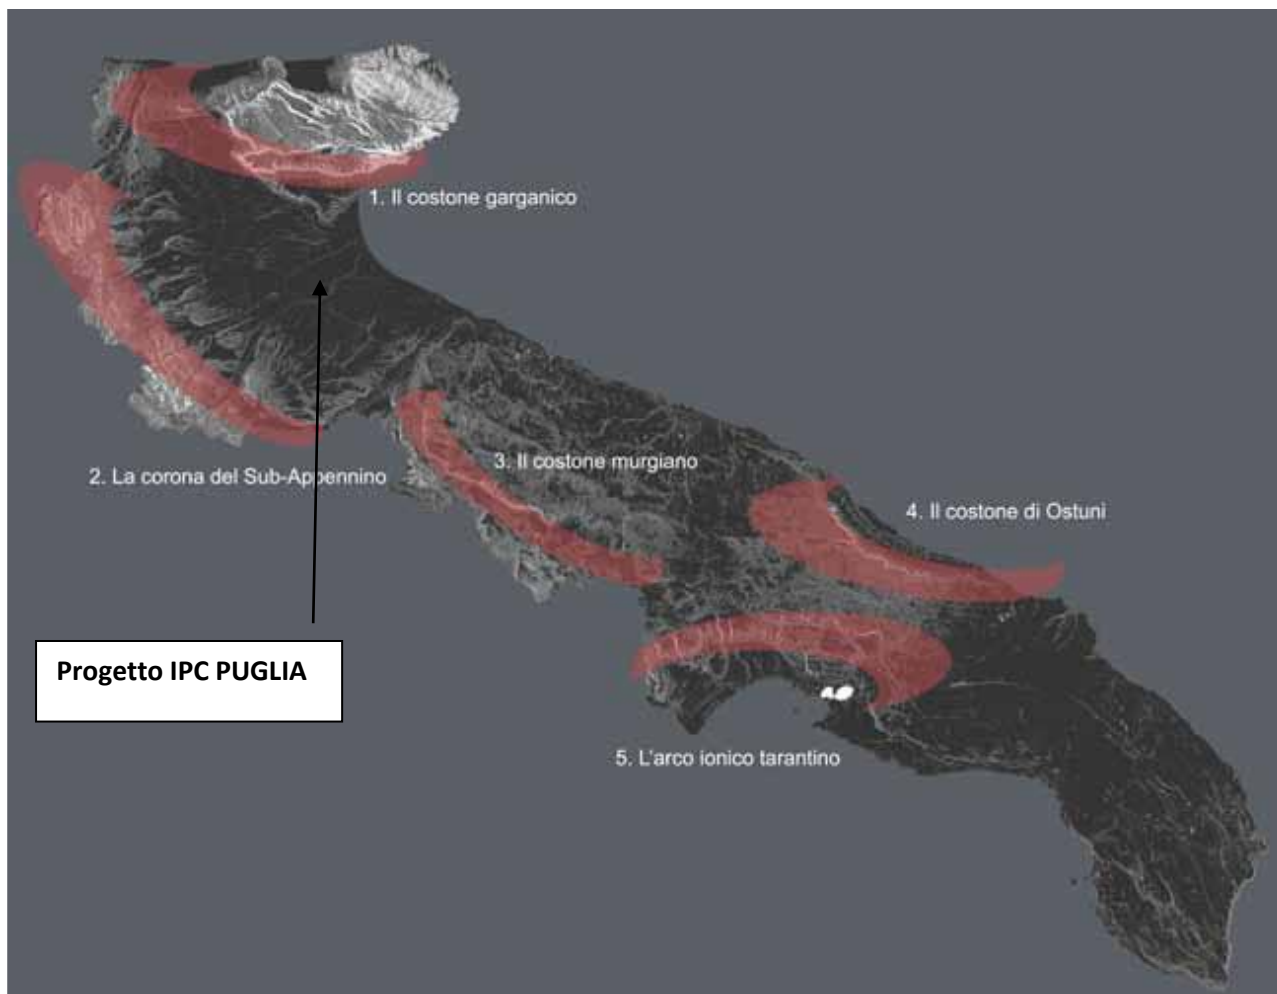 1. Il costone garganico
2. La corona del Sub-Appennino
3. Il costone murgiano
4. Il costone di Ostuni
Progetto IPC PUGLIA
5. L'arco ionico tarantino